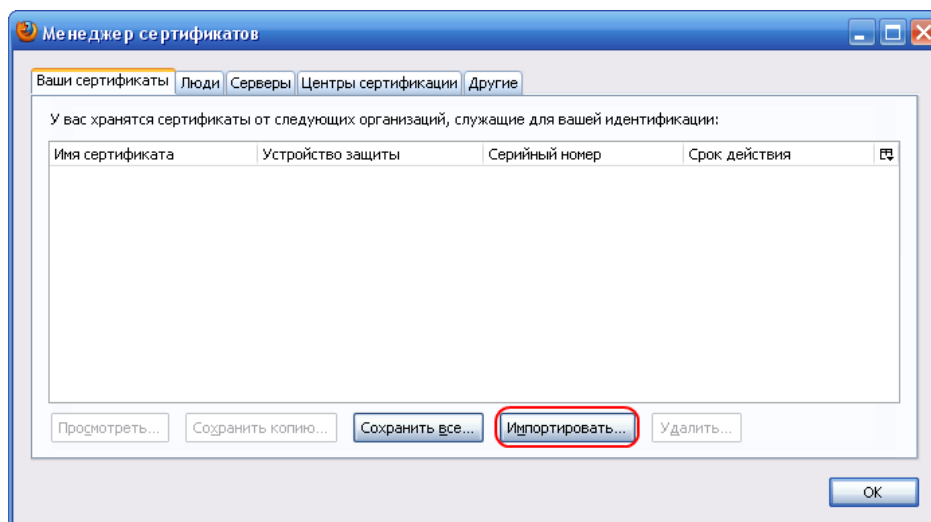 Менеджер сертификатов
Ваши сертификаты Люди Серверы Центры сертификации Другие
У вас хранятся сертификаты от следующих организаций, служащие для вашей идентификации:
Имя сертификата Устройство защиты Серийный номер Срок действия
Просмотреть... Сохранить копию... Сохранить все... Импортировать... Удалить...
OK